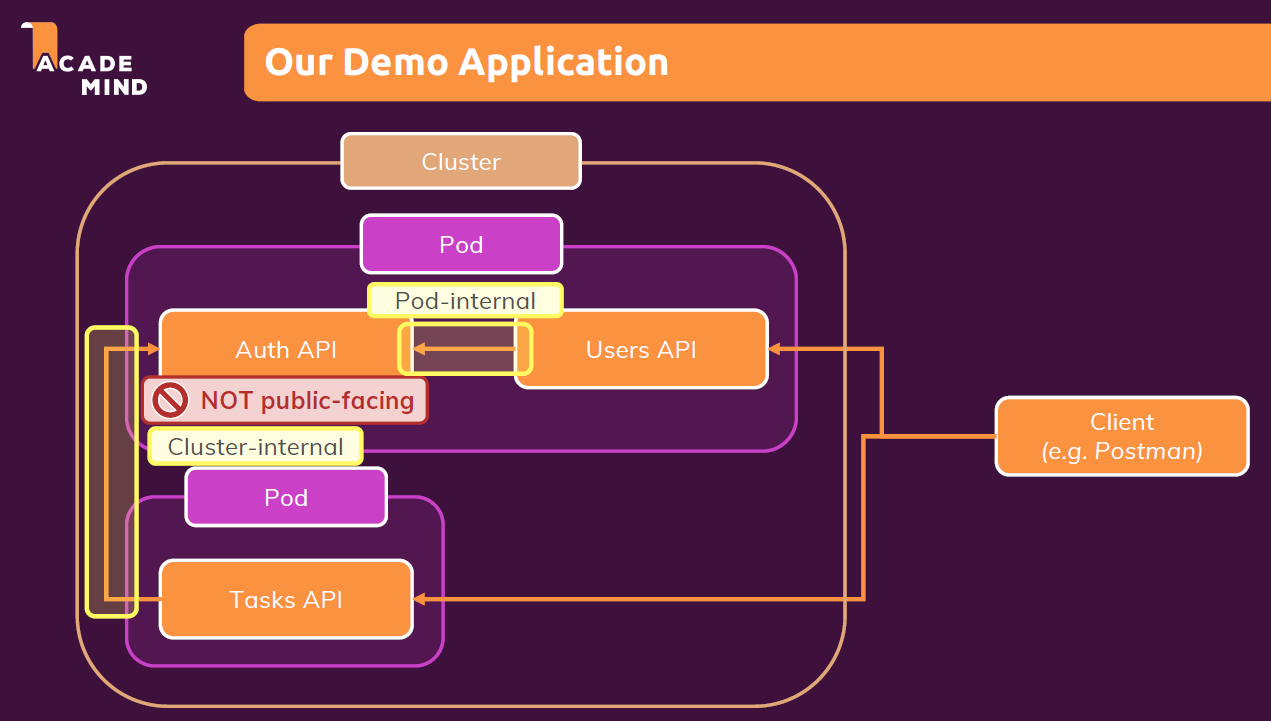 ACADE
MIND
Our Demo Application
Cluster
Pod
Pod-internal
Auth API
Users API
NOT public-facing
Cluster-internal
Client
(e.g. Postman)
Pod
Tasks API